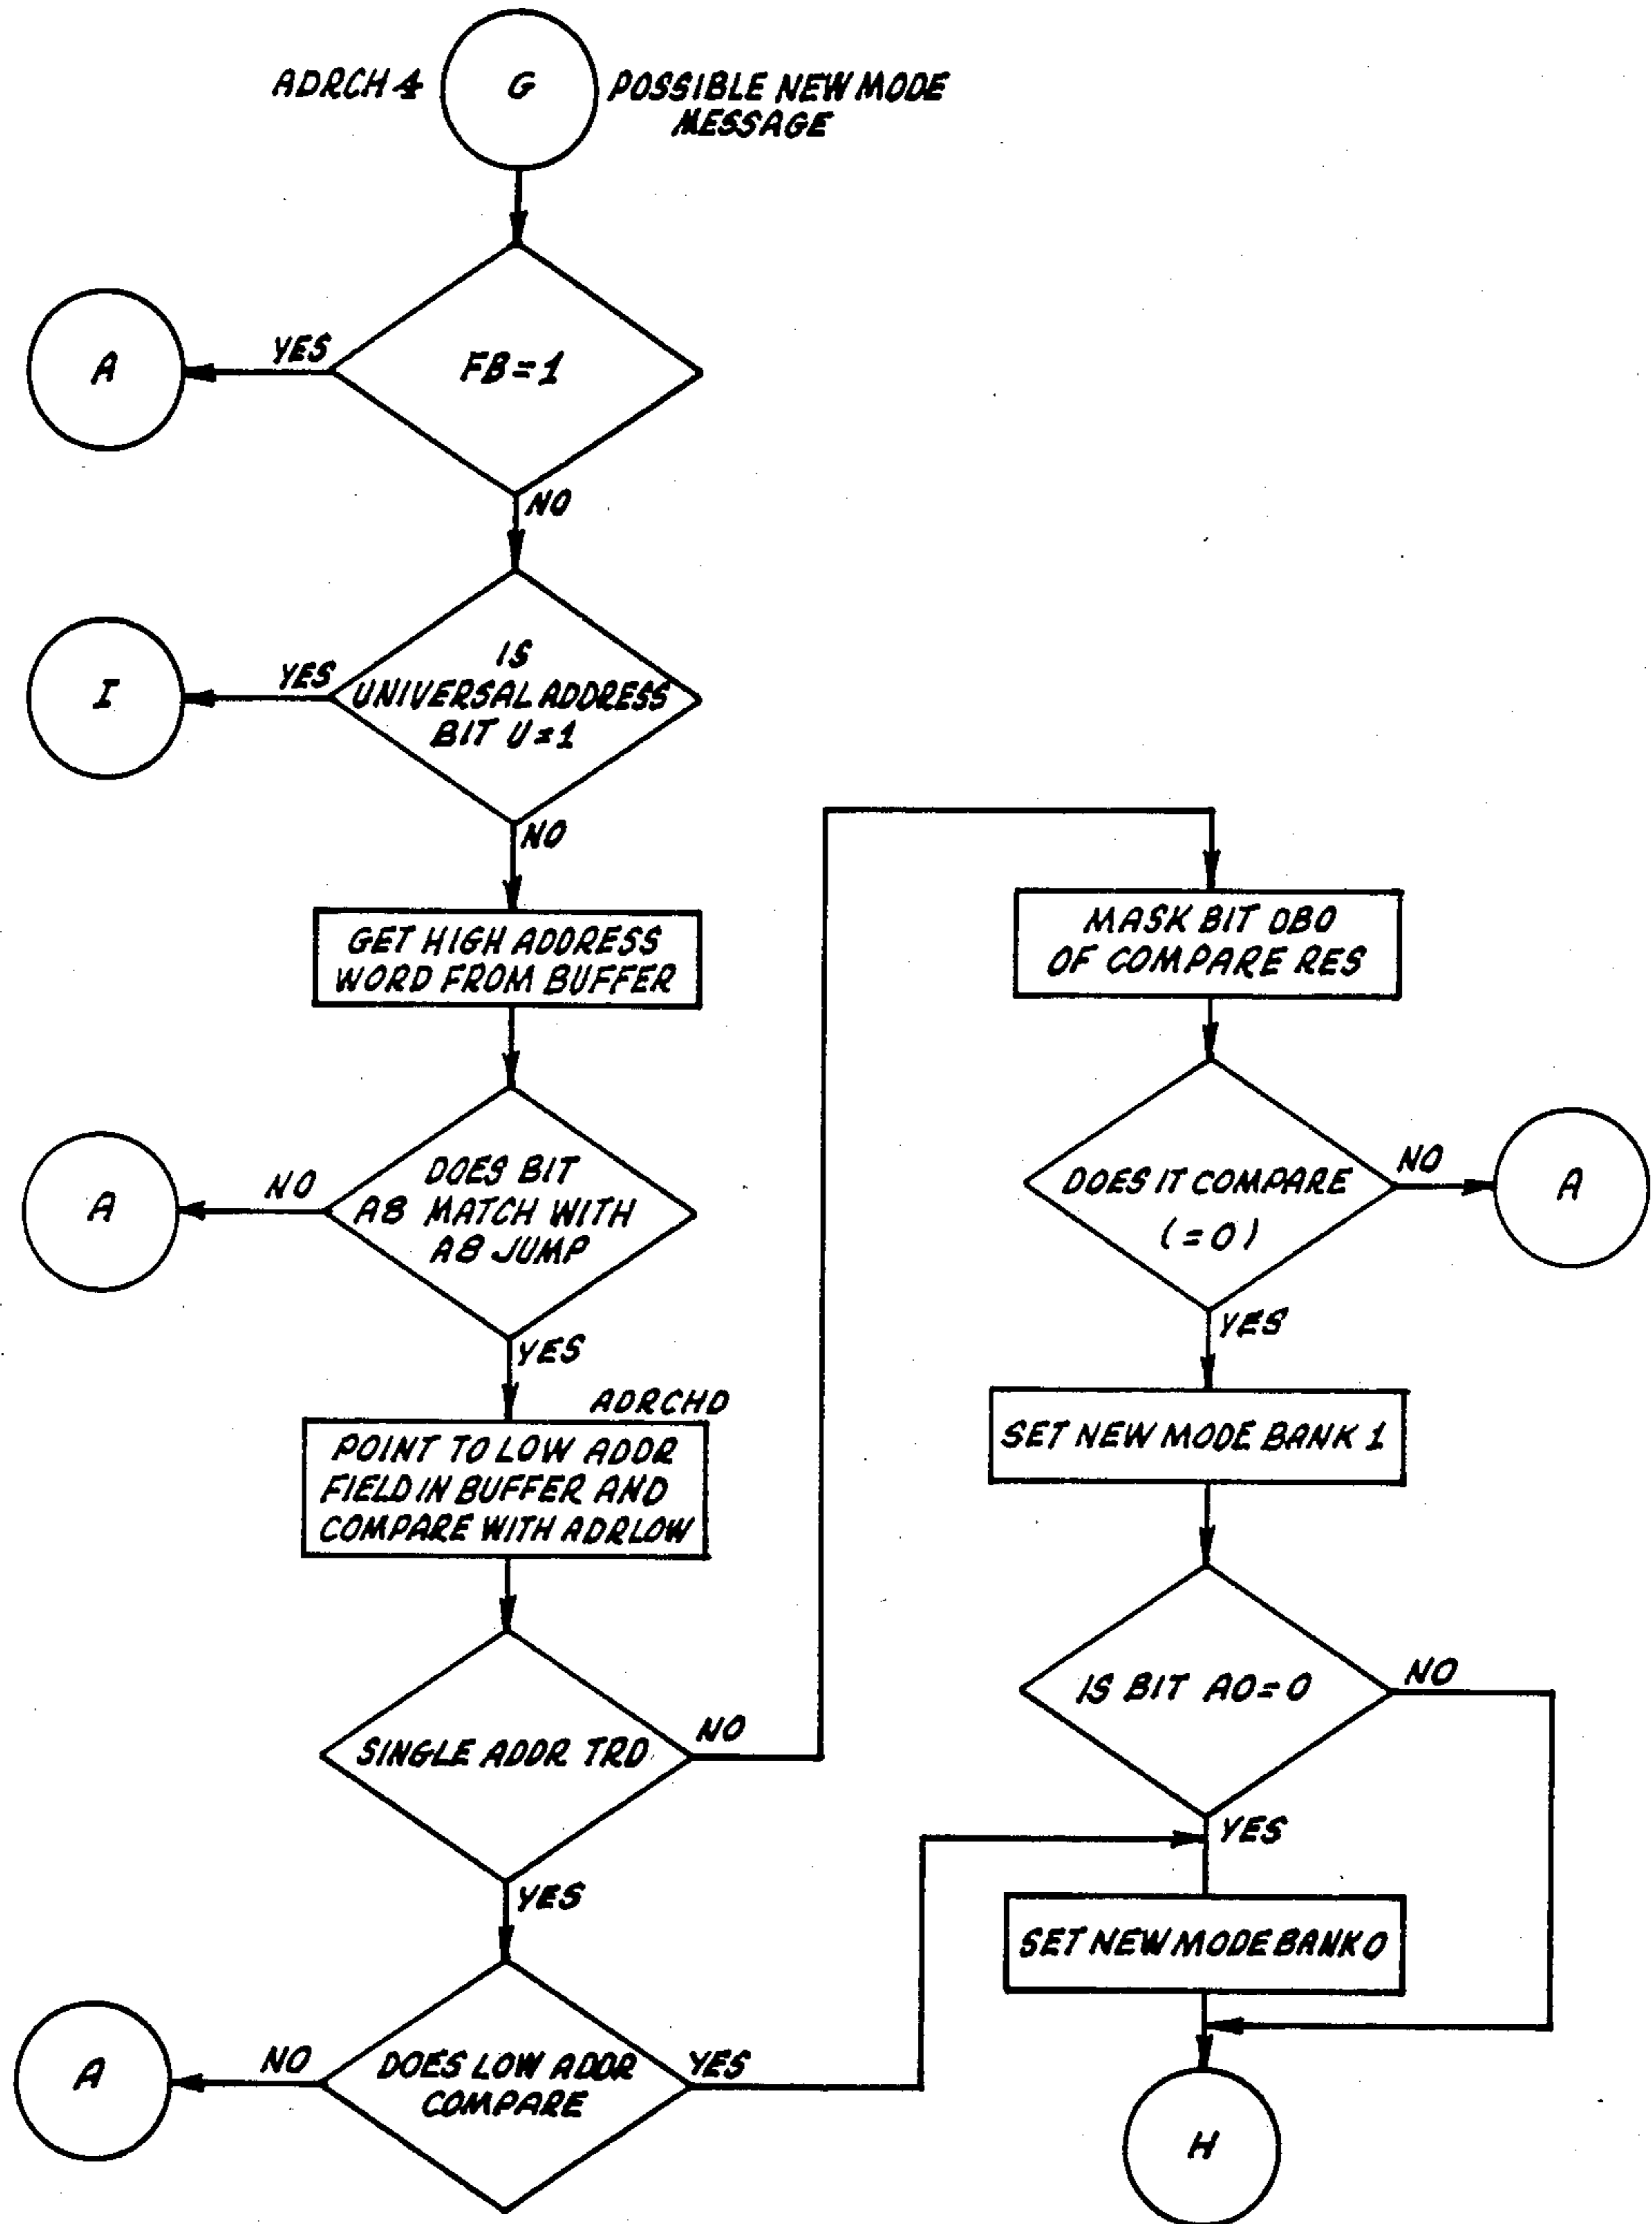 ADRCH 4
G
POSSIBLE NEW MODE
MESSAGE
FB=1
YES
A
NO
IS
UNIVERSAL ADDRESS
BIT U=1
YES
I
NO
GET HIGH ADDRESS
WORD FROM BUFFER
DOES BIT
A8 MATCH WITH
A8 JUMP
NO
A
YES
ADRCHD
POINT TO LOW ADDR
FIELD IN BUFFER AND
COMPARE WITH ADRLOW
SINGLE ADDR TRD
NO
YES
DOES LOW ADDR
COMPARE
NO
A
YES
MASK BIT DB0
OF COMPARE RES
DOES IT COMPARE
(=0)
NO
A
YES
SET NEW MODE BANK 1
IS BIT A0=0
NO
YES
SET NEW MODE BANK 0
H